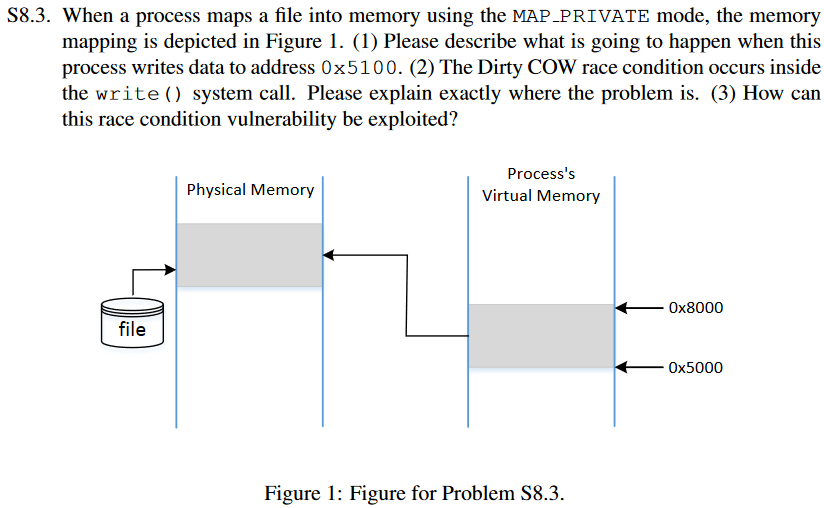 S8.3. When a process maps a file into memory using the MAP_PRIVATE mode, the memory
mapping is depicted in Figure 1. (1) Please describe what is going to happen when this
process writes data to address 0x5100. (2) The Dirty COW race condition occurs inside
the write() system call. Please explain exactly where the problem is. (3) How can
this race condition vulnerability be exploited?
Process's
Physical Memory
Virtual Memory
0x8000
file
0x5000
Figure 1: Figure for Problem S8.3.